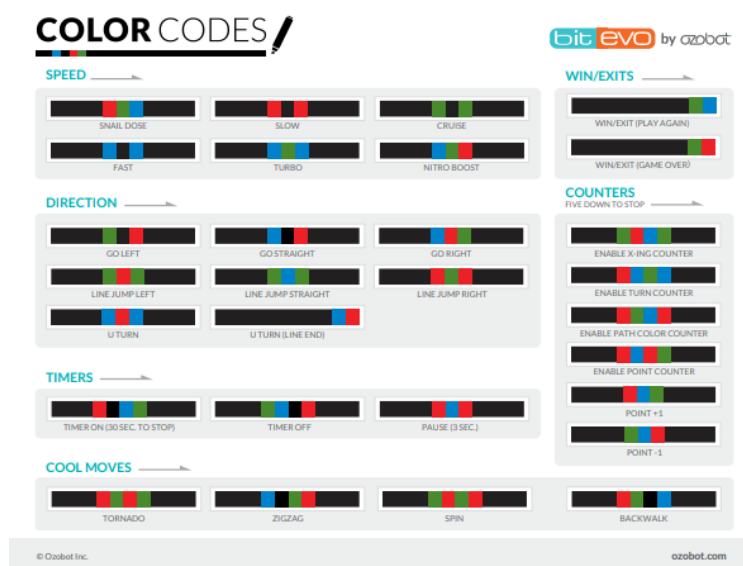 COLOR CODES
bit evo by ozobot
SPEED
SNAIL DOSE
SLOW
CRUISE
FAST
TURBO
NITRO BOOST
WIN/EXITS
WIN/EXIT (PLAY AGAIN)
WIN/EXIT (GAME OVER)
DIRECTION
GO LEFT
GO STRAIGHT
GO RIGHT
LINE JUMP LEFT
LINE JUMP STRAIGHT
LINE JUMP RIGHT
U TURN
U TURN (LINE END)
COUNTERS
FIVE DOWN TO STOP
ENABLE X-ING COUNTER
ENABLE TURN COUNTER
ENABLE PATH COLOR COUNTER
ENABLE POINT COUNTER
POINT +1
POINT -1
TIMERS
TIMER ON (30 SEC. TO STOP)
TIMER OFF
PAUSE (3 SEC.)
COOL MOVES
TORNADO
ZIGZAG
SPIN
BACKWALK
© Ozobot Inc.
ozobot.com